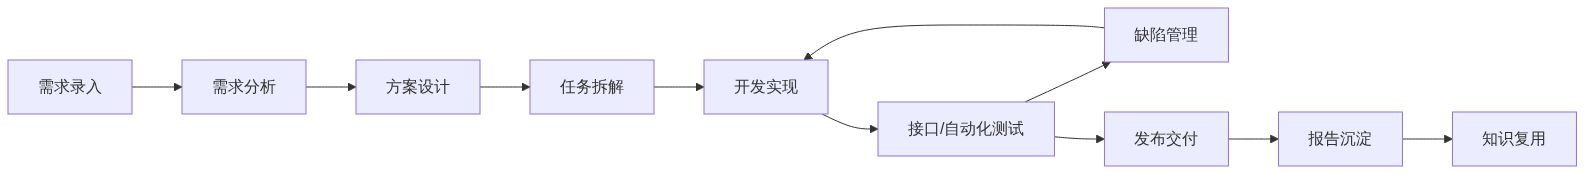 需求录入
需求分析
方案设计
任务拆解
开发实现
接口/自动化测试
缺陷管理
发布交付
报告沉淀
知识复用